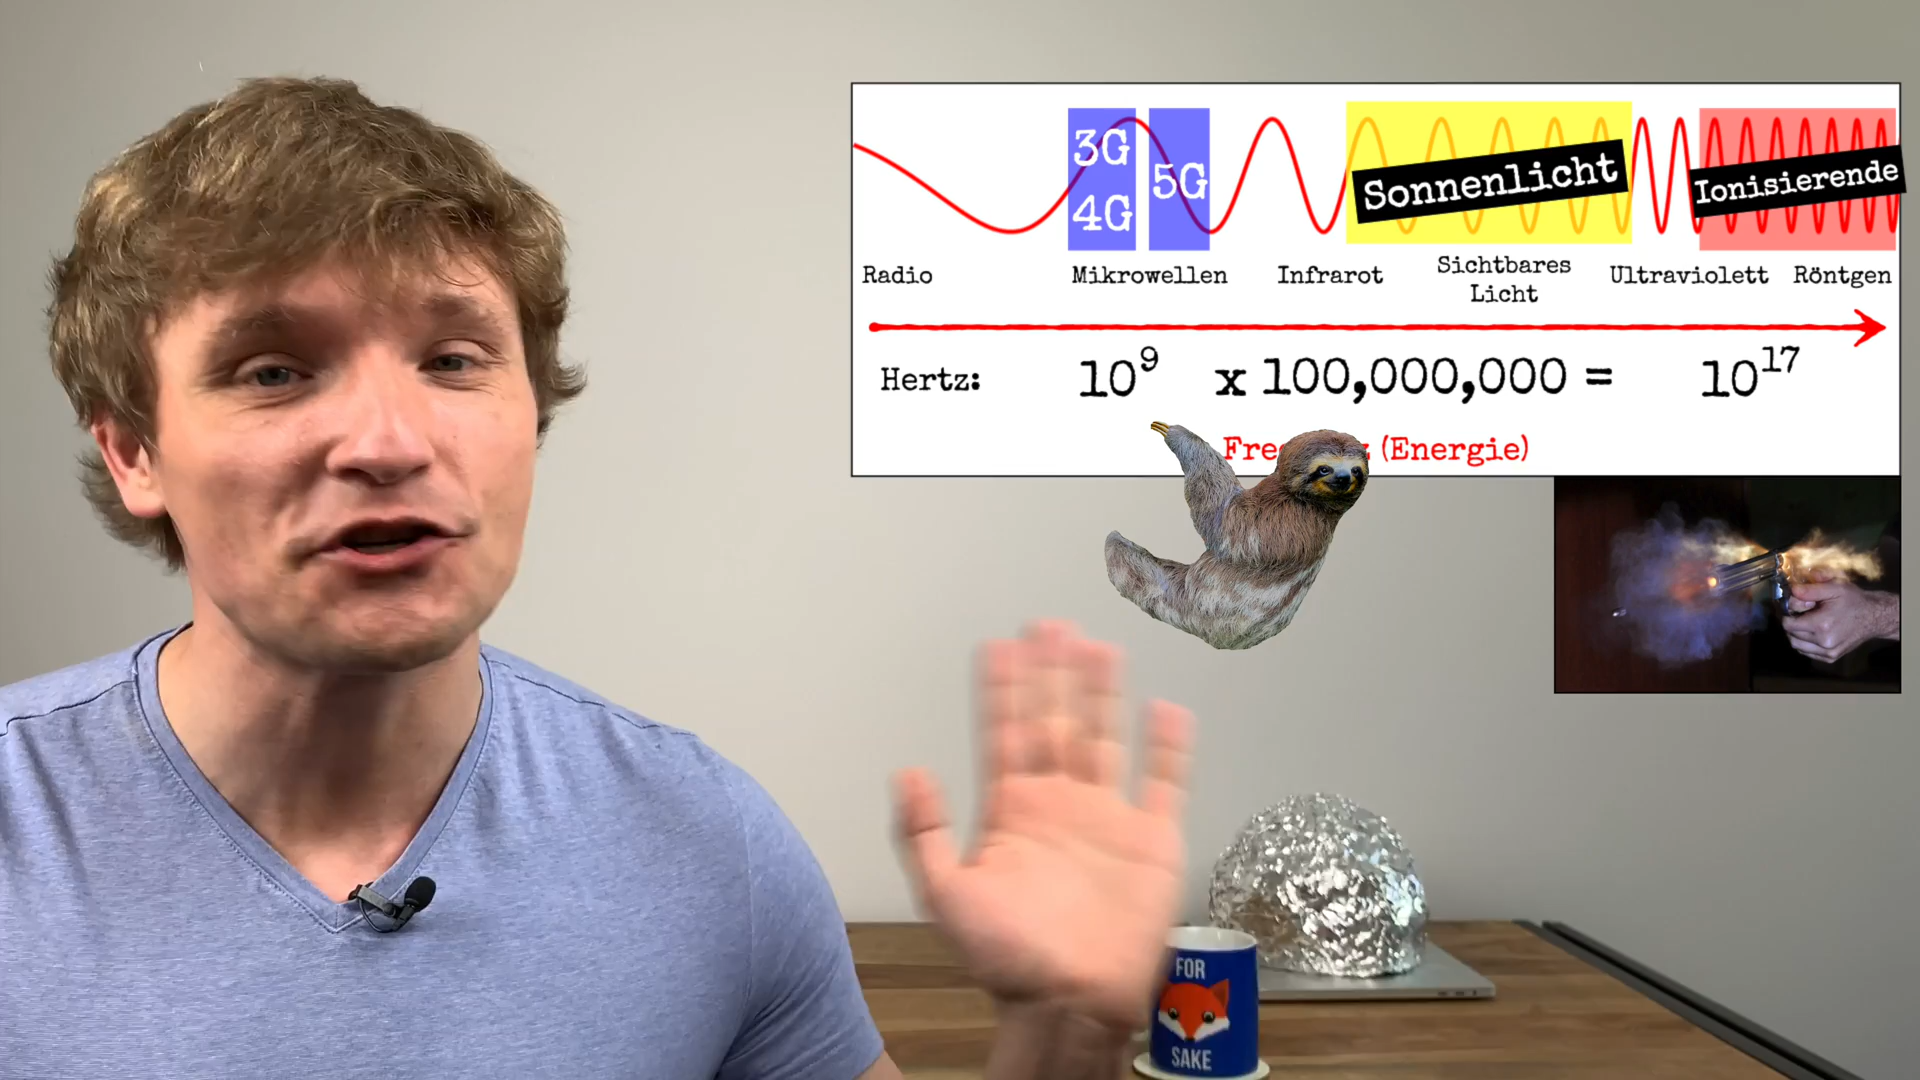 3G
4G
5G
Sonnenlicht
Ionisierende
Radio
Mikrowellen
Infrarot
Sichtbares
Licht
Ultraviolett
Röntgen
Hertz:
10⁹ x 100,000,000 = 10¹⁷
(Energie)
FOR
SAKE